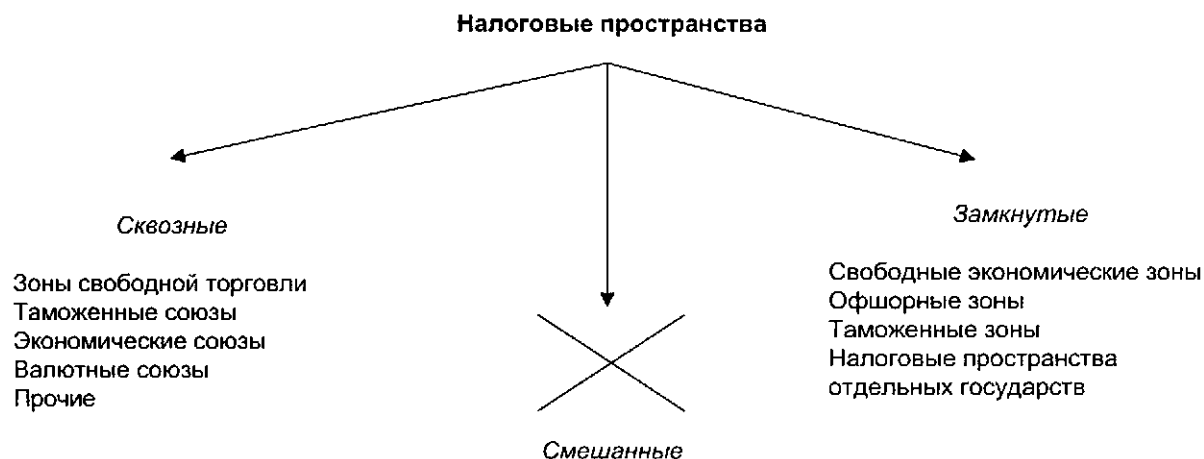 Налоговые пространства
Сквозные
Зоны свободной торговли
Таможенные союзы
Экономические союзы
Валютные союзы
Прочие
Смешанные
Замкнутые
Свободные экономические зоны
Офшорные зоны
Таможенные зоны
Налоговые пространства
отдельных государств